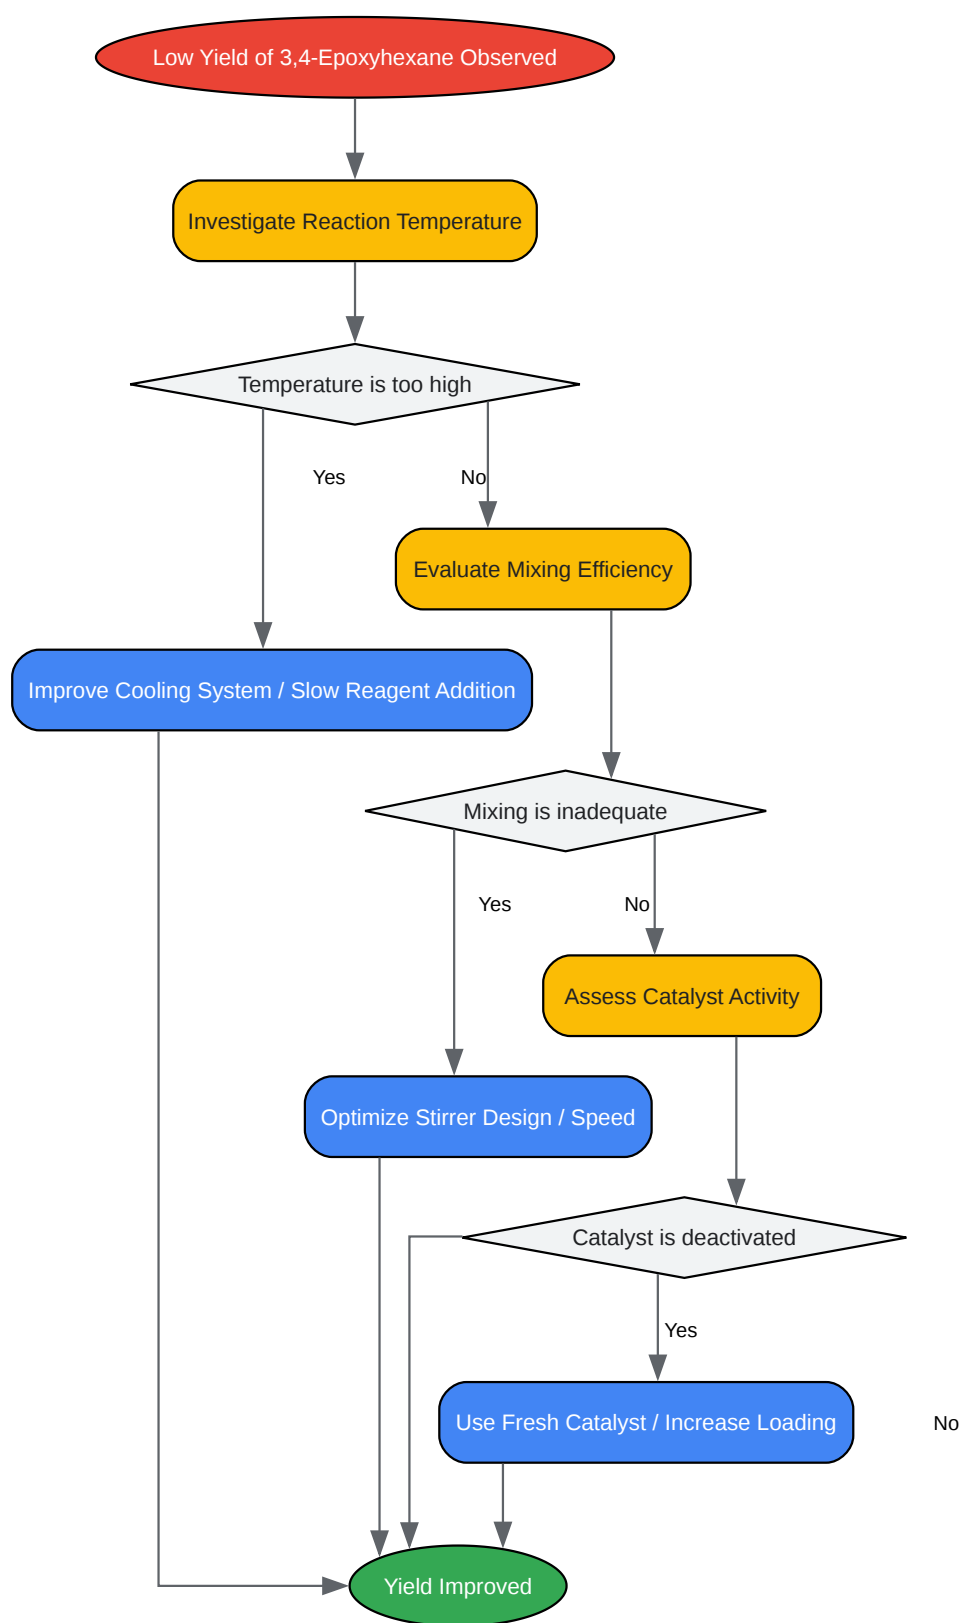 Low Yield of 3,4-Epoxyhexane Observed
Investigate Reaction Temperature
Temperature is too high
Yes
No
Evaluate Mixing Efficiency
Improve Cooling System / Slow Reagent Addition
Mixing is inadequate
Yes
No
Assess Catalyst Activity
Optimize Stirrer Design / Speed
Catalyst is deactivated
Yes
Use Fresh Catalyst / Increase Loading
No
Yield Improved